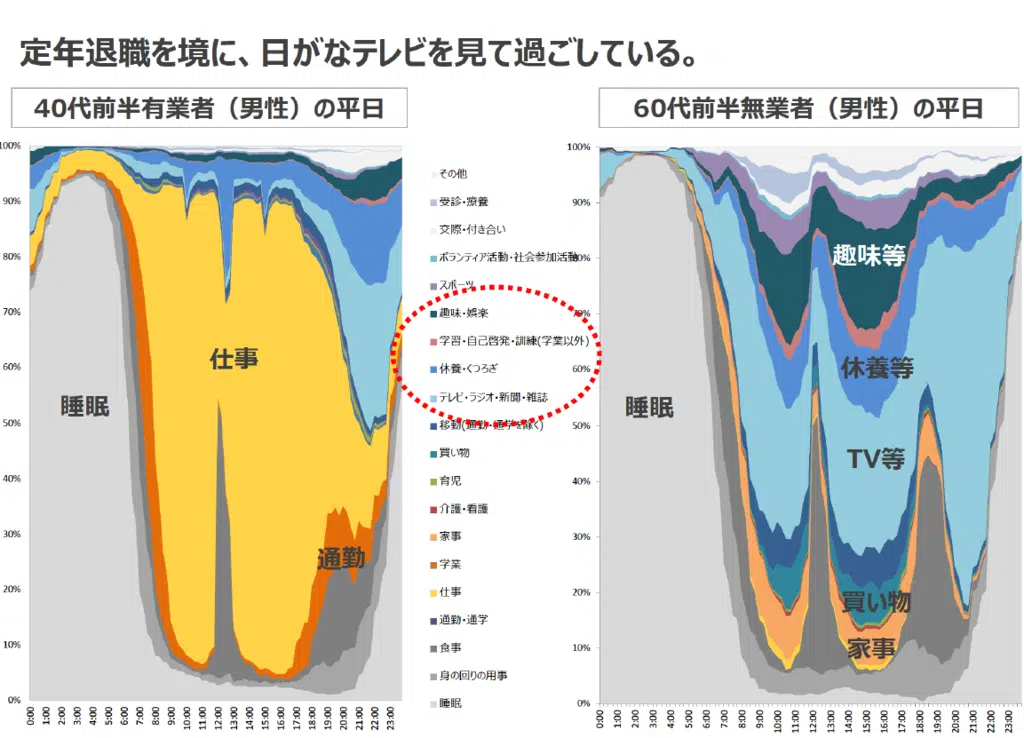 定年退職を境に、日がなテレビを見て過ごしている。
40代前半有業者（男性）の平日
60代前半無業者（男性）の平日
100%
90%
80%
70%
60%
50%
40%
30%
20%
10%
0%
睡眠
仕事
通勤
0:00
1:00
2:00
3:00
4:00
5:00
6:00
7:00
8:00
9:00
10:00
11:00
12:00
13:00
14:00
15:00
16:00
17:00
18:00
19:00
20:00
21:00
22:00
23:00
その他
受診・療養
交際・付き合い
ボランティア活動・社会参加活動
スポーツ
趣味・娯楽
学習・自己啓発・訓練(学業以外)
休養・くつろぎ
テレビ・ラジオ・新聞・雑誌
移動(通勤・通学を除く)
買い物
育児
介護・看護
家事
学業
仕事
通勤・通学
食事
身の回りの用事
睡眠
100%
90%
80%
70%
60%
50%
40%
30%
20%
10%
0%
睡眠
趣味等
休養等
TV等
買い物
家事
0:00
1:00
2:00
3:00
4:00
5:00
6:00
7:00
8:00
9:00
10:00
11:00
12:00
13:00
14:00
15:00
16:00
17:00
18:00
19:00
20:00
21:00
22:00
23:00